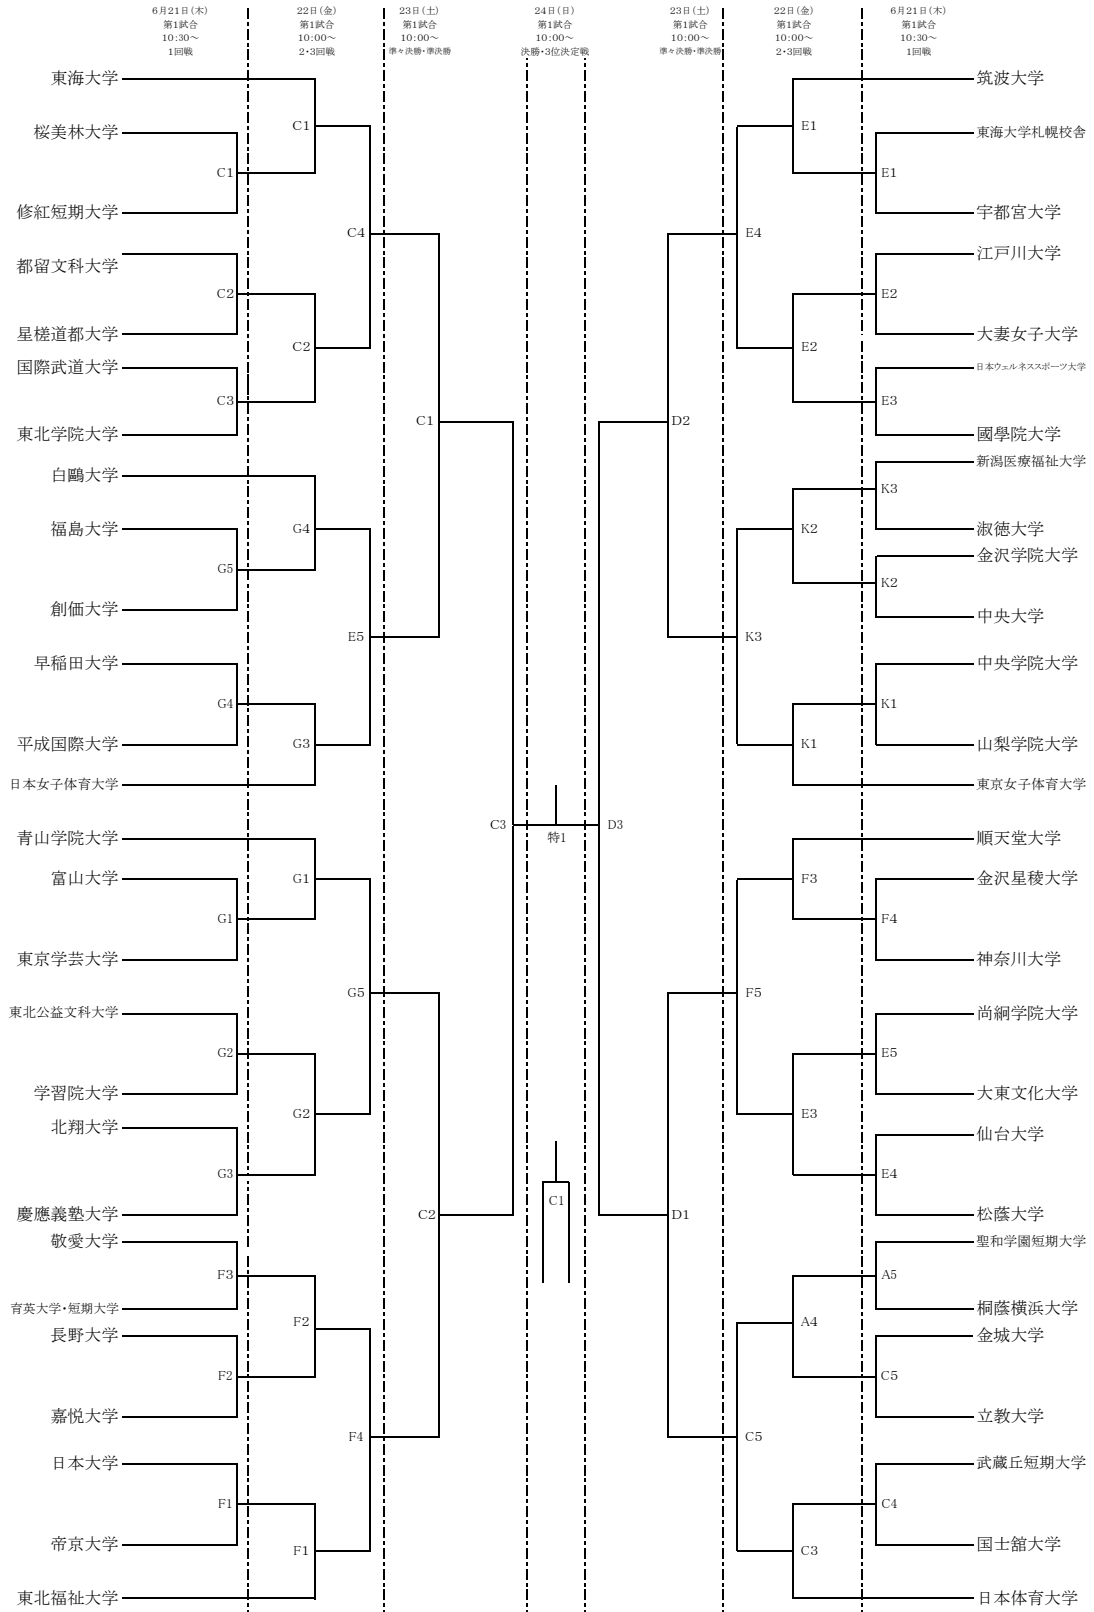 6月21日(木)
第1試合
10:30～
1回戦
22日(金)
第1試合
10:00～
2・3回戦
23日(土)
第1試合
10:00～
準々決勝・準決勝
24日(日)
第1試合
10:00～
決勝・3位決定戦
23日(土)
第1試合
10:00～
準々決勝・準決勝
22日(金)
第1試合
10:00～
2・3回戦
6月21日(木)
第1試合
10:30～
1回戦
東海大学
桜美林大学
修紅短期大学
都留文科大学
星槎道都大学
国際武道大学
東北学院大学
白鷗大学
福島大学
創価大学
早稲田大学
平成国際大学
日本女子体育大学
青山学院大学
富山大学
東京学芸大学
東北公益文科大学
学習院大学
北翔大学
慶應義塾大学
敬愛大学
育英大学・短期大学
長野大学
嘉悦大学
日本大学
帝京大学
東北福祉大学
C1
C2
C3
G5
G4
G1
G2
G3
F3
F2
F1
C1
C2
G4
G3
G1
G2
F2
F1
C4
E5
G5
F4
C1
C2
C3
特1
C1
D3
D2
D1
E4
K3
F5
C5
E1
E2
K2
K1
F3
E3
A4
C3
E1
E2
E3
K3
K2
K1
F4
E5
E4
A5
C5
C4
筑波大学
東海大学札幌校舎
宇都宮大学
江戸川大学
大妻女子大学
日本ウェルネススポーツ大学
國學院大学
新潟医療福祉大学
淑徳大学
金沢学院大学
中央大学
中央学院大学
山梨学院大学
東京女子体育大学
順天堂大学
金沢星稜大学
神奈川大学
尚絅学院大学
大東文化大学
仙台大学
松蔭大学
聖和学園短期大学
桐蔭横浜大学
金城大学
立教大学
武蔵丘短期大学
国士舘大学
日本体育大学